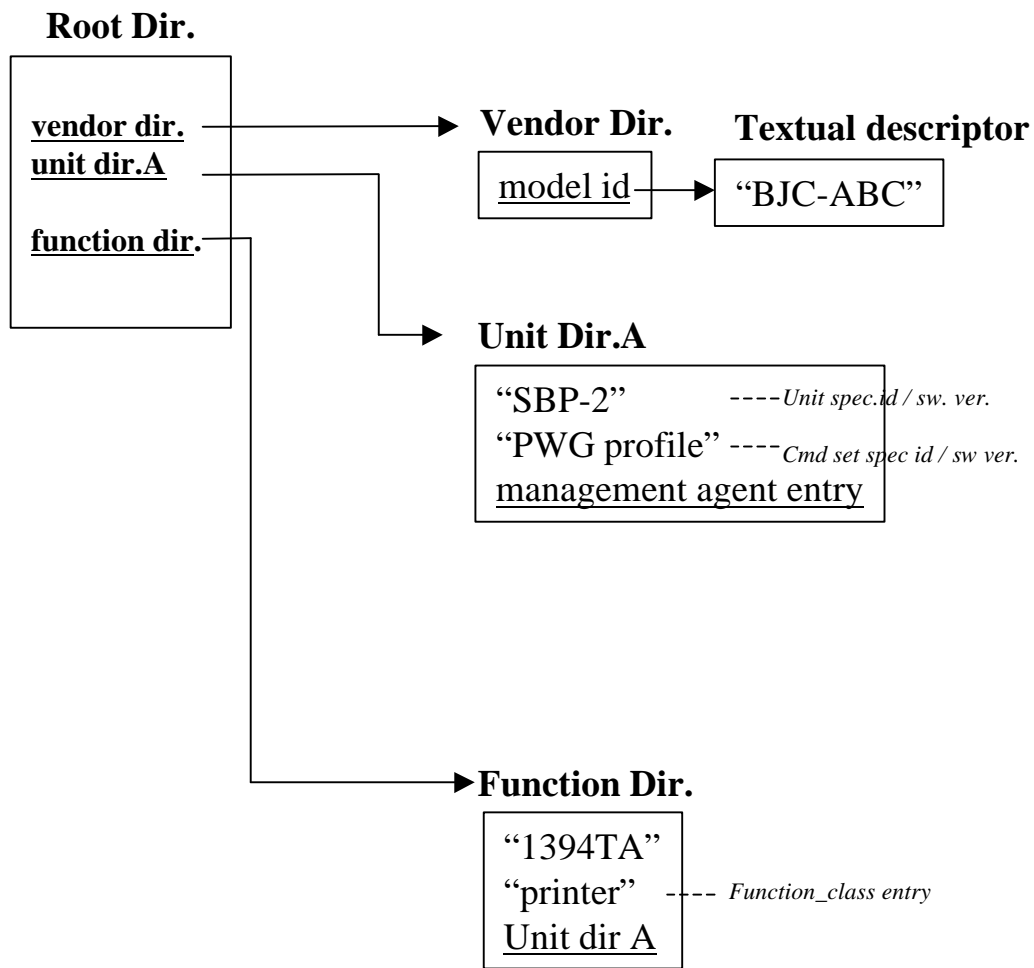 Root Dir.
vendor dir.
unit dir.A
function dir.
Vendor Dir.
model id
Textual descriptor
“BJC-ABC”
Unit Dir.A
“SBP-2”
Unit spec.id / sw. ver.
“PWG profile”
Cmd set spec id / sw ver.
management agent entry
Function Dir.
“1394TA”
“printer”
Function_class entry
Unit dir A